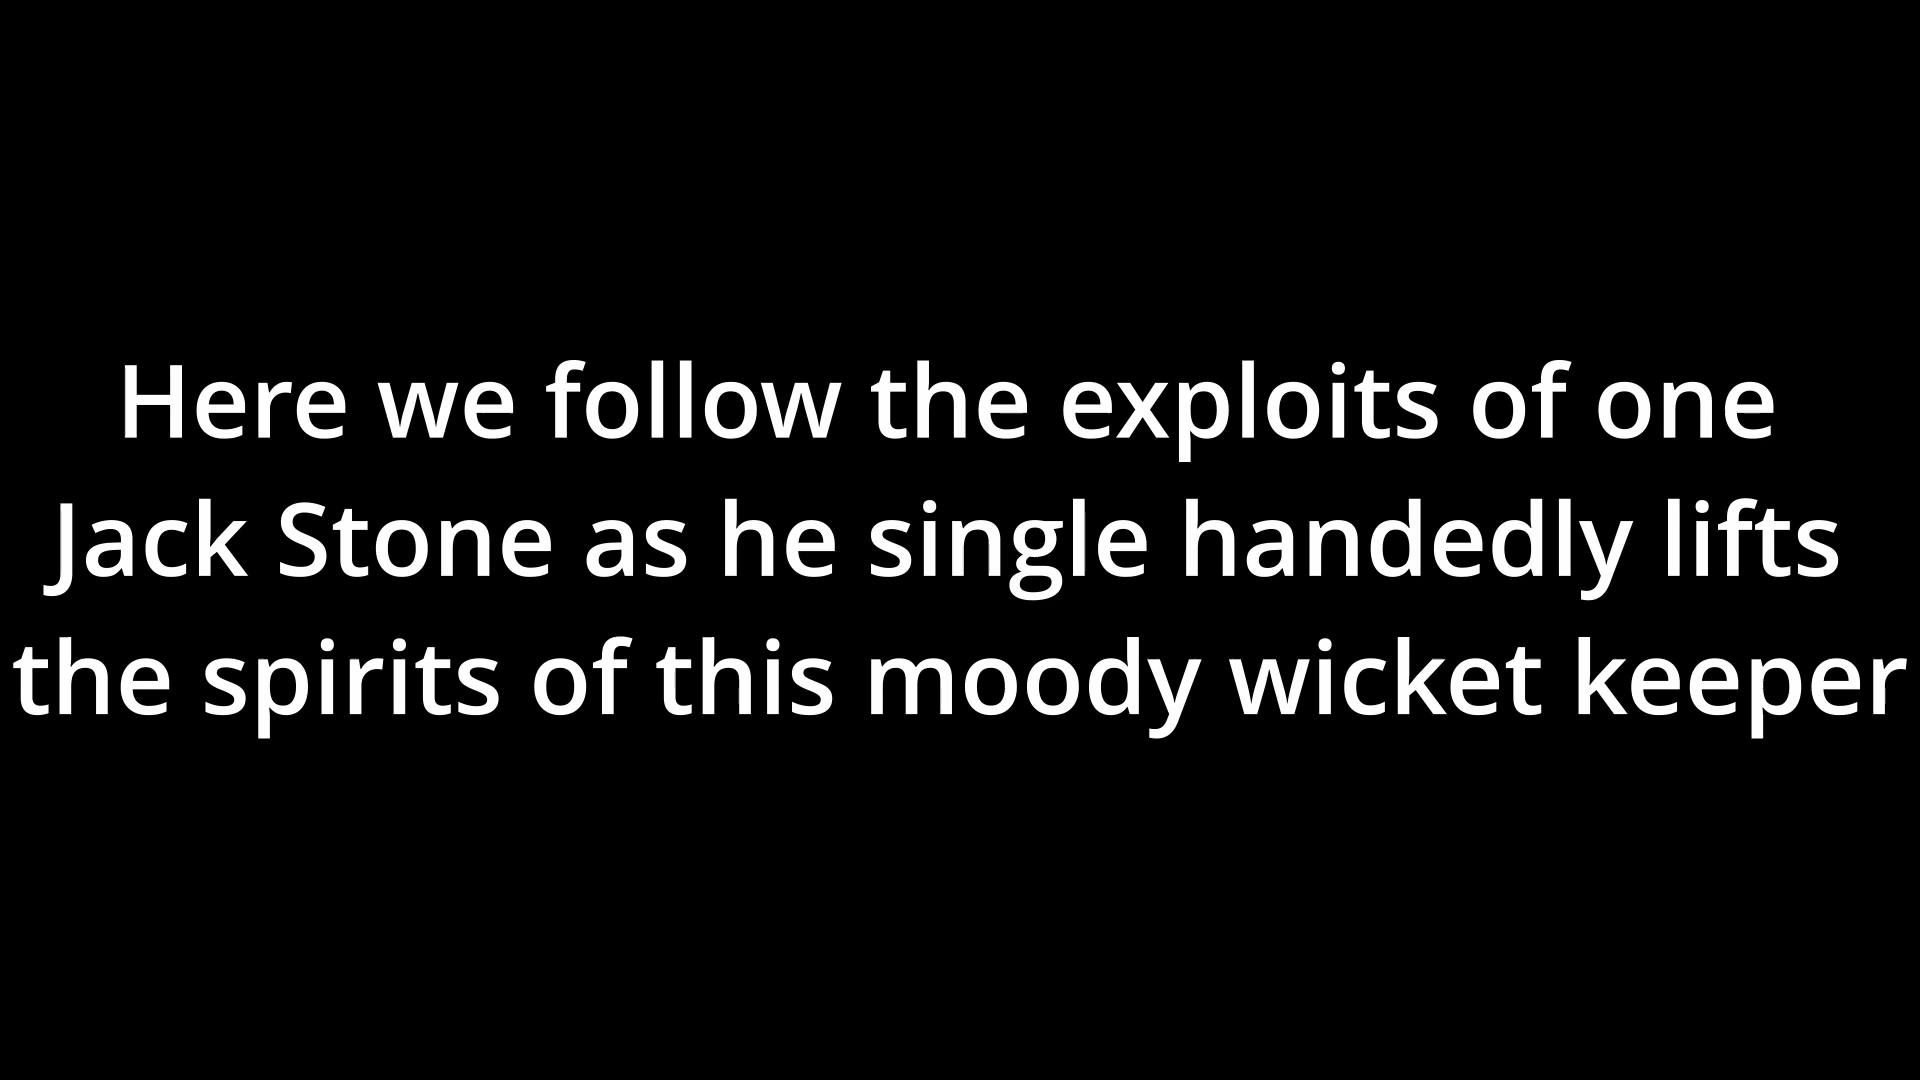 Here we follow the exploits of one
Jack Stone as he single handedly lifts
the spirits of this moody wicket keeper